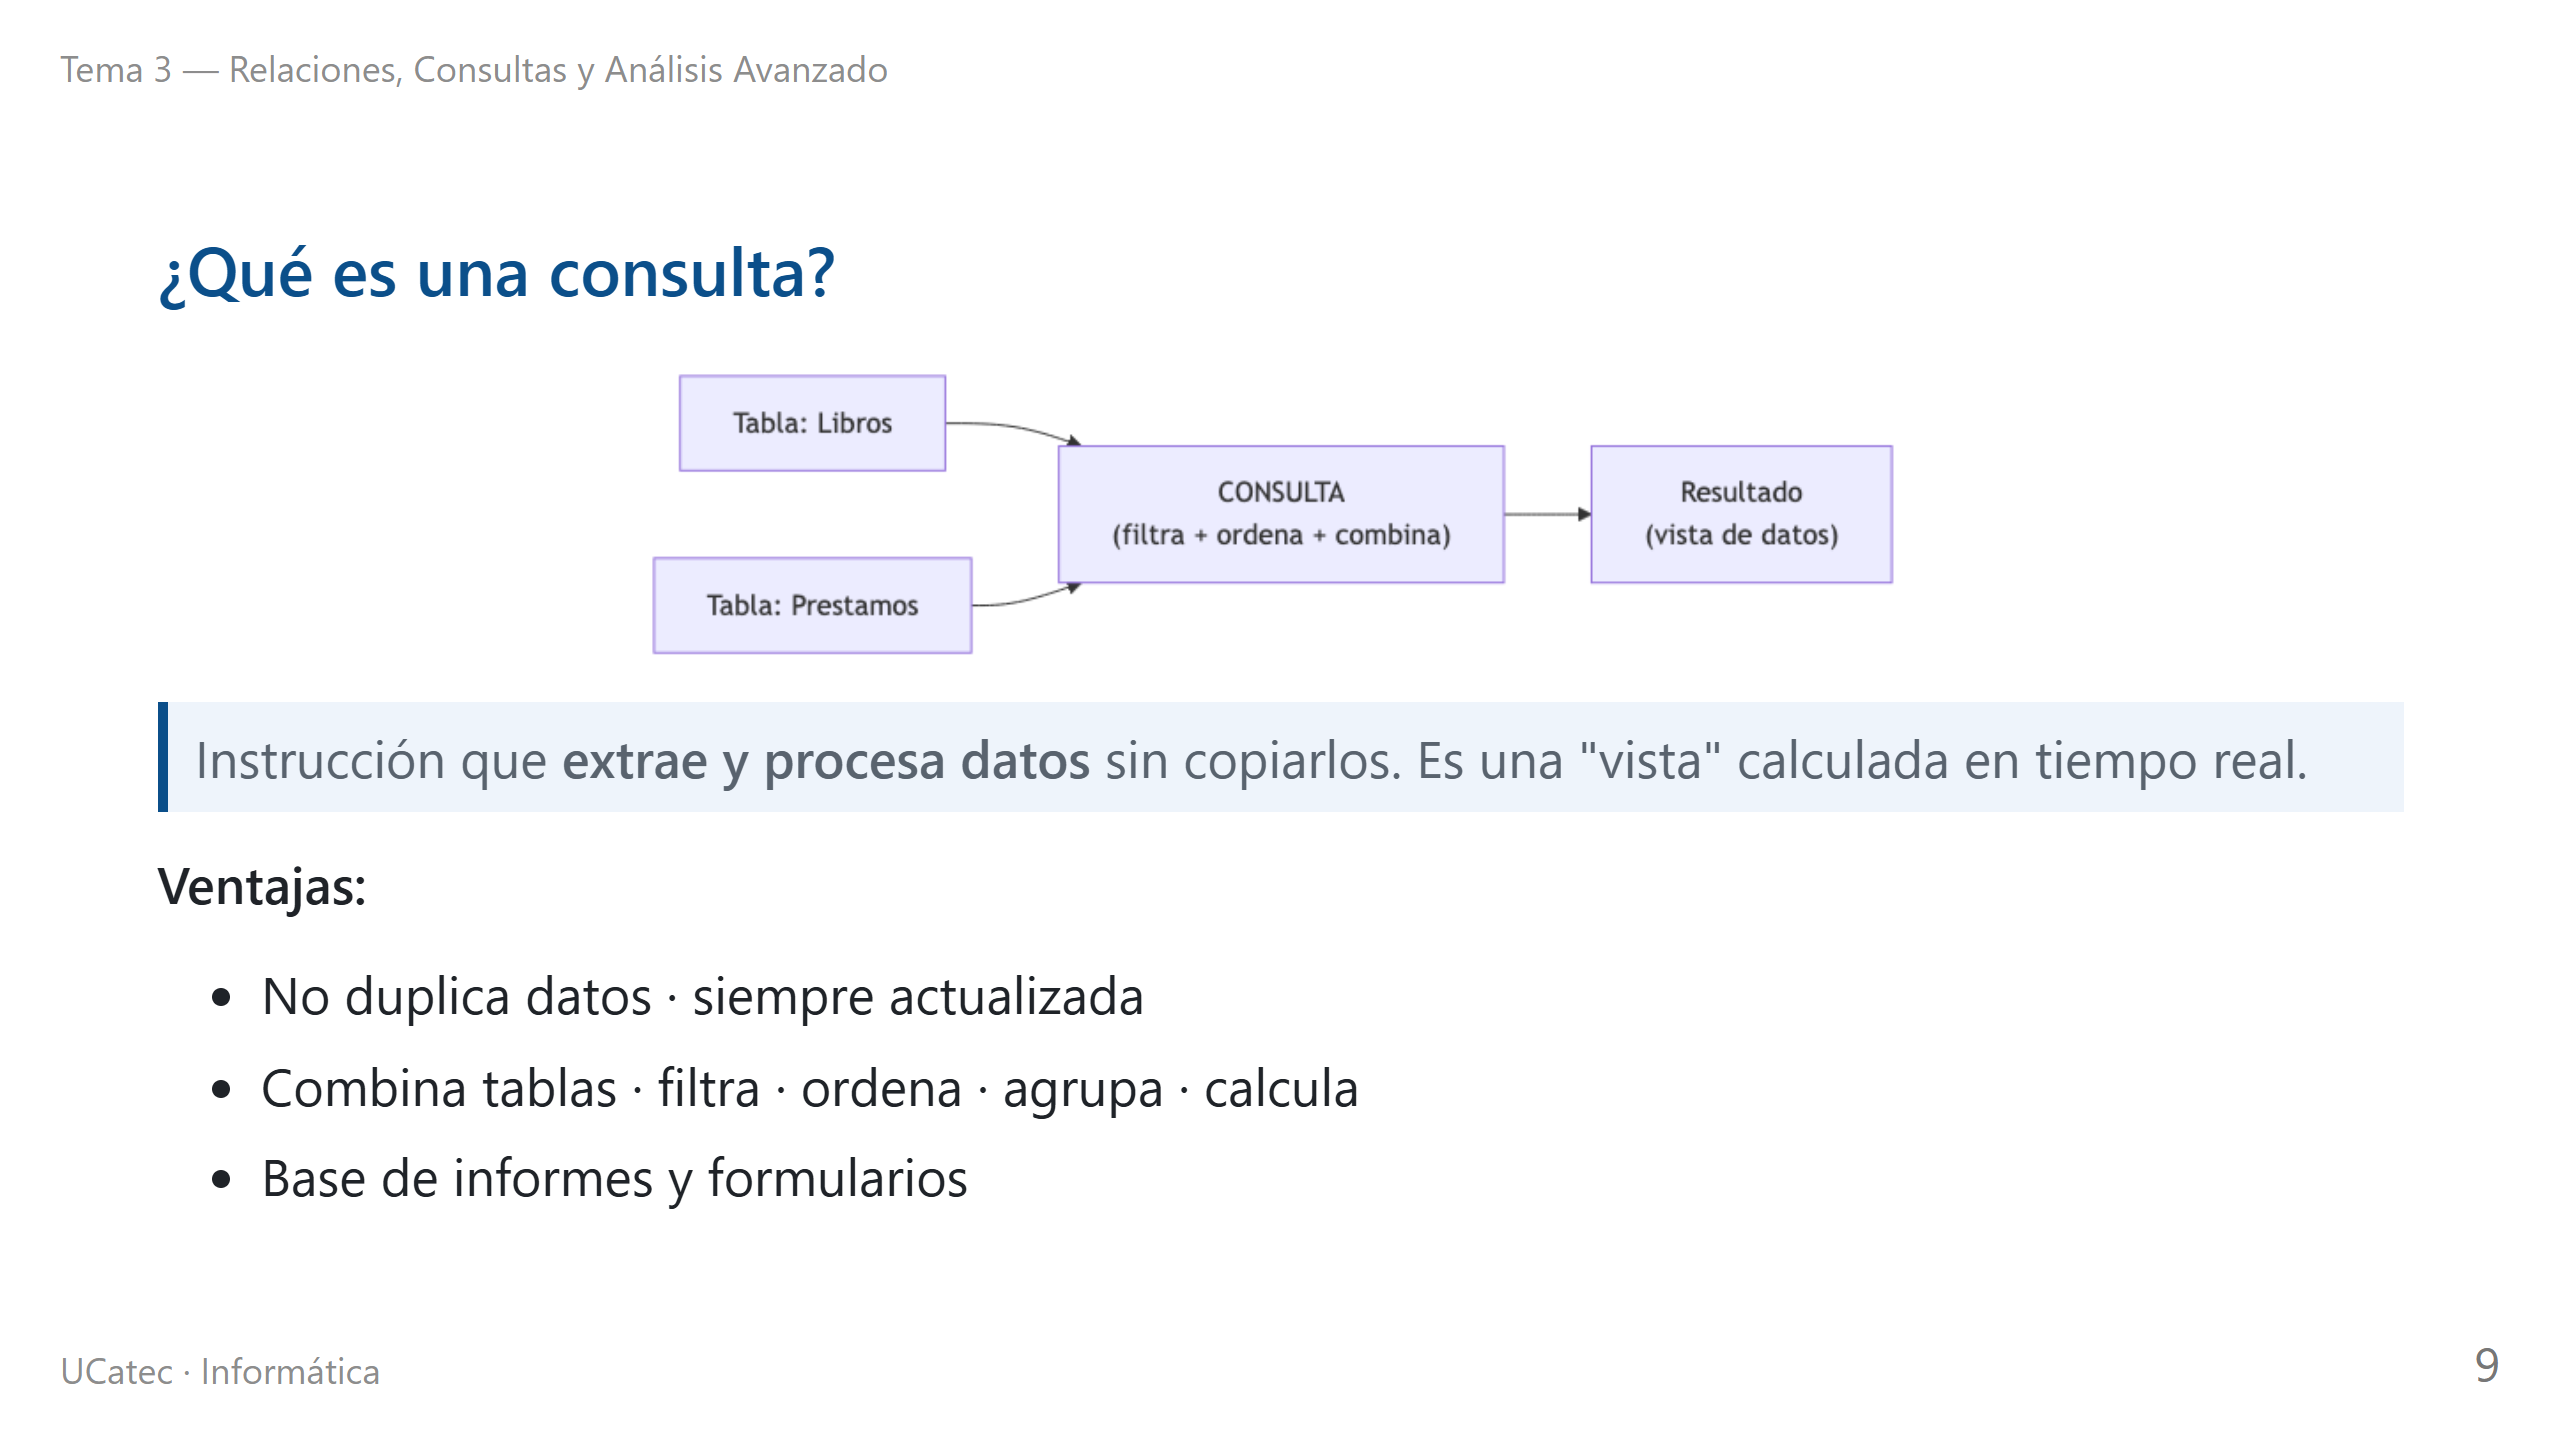 Tema 3 — Relaciones, Consultas y Análisis Avanzado
¿Qué es una consulta?
Tabla: Libros
Tabla: Prestamos
CONSULTA
(filtra + ordena + combina)
Resultado
(vista de datos)
Instrucción que extrae y procesa datos sin copiarlos. Es una "vista" calculada en tiempo real.
Ventajas:
• No duplica datos · siempre actualizada
• Combina tablas · filtra · ordena · agrupa · calcula
• Base de informes y formularios
UCatec · Informática
9